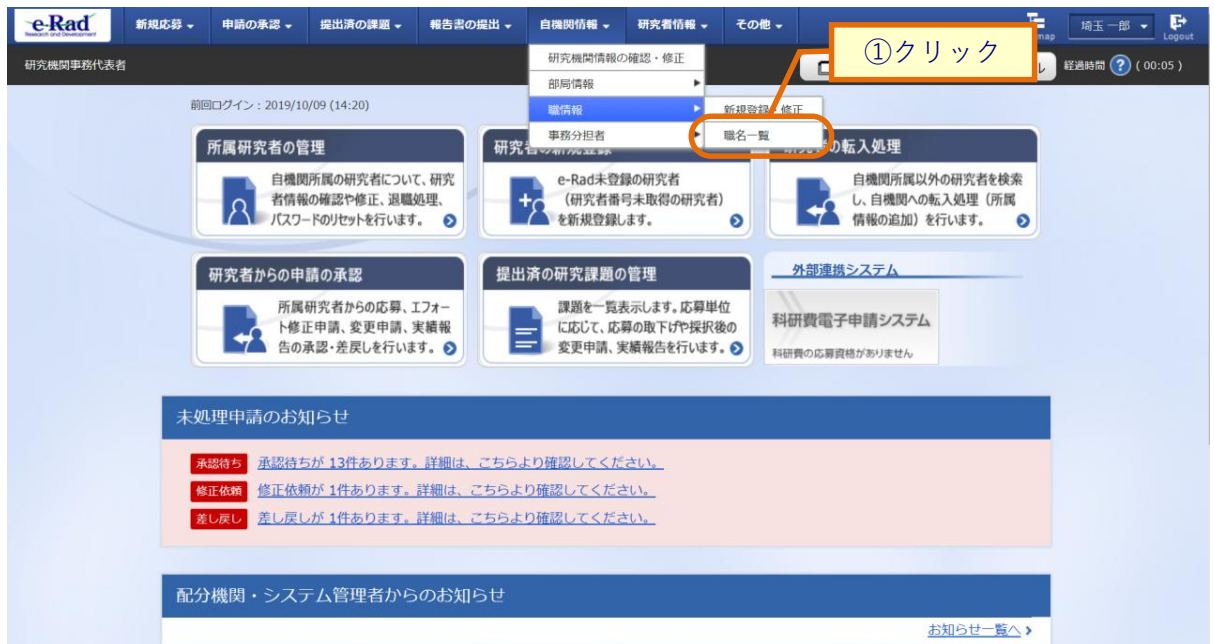 e-Rad
Research and Development
新規応募
申請の承認
提出済の課題
報告書の提出
自機関情報
研究者情報
その他
埼玉 一郎
Logout
研究機関事務代表者
経過時間 ? ( 00:05 )
①クリック
研究機関情報の確認・修正
部局情報
職情報
事務分担者
新規登録・修正
職名一覧
前回ログイン：2019/10/09 (14:20)
所属研究者の管理
自機関所属の研究者について、研究
者情報の確認や修正、退職処理、
パスワードのリセットを行います。
e-Rad未登録の研究者
（研究者番号未取得の研究者）
を新規登録します。
の転入処理
自機関所属以外の研究者を検索
し、自機関への転入処理（所属
情報の追加）を行います。
研究者からの申請の承認
所属研究者からの応募、エフォー
ト修正申請、変更申請、実績報
告の承認・差戻しを行います。
提出済の研究課題の管理
課題を一覧表示します。応募単位
に応じて、応募の取下げや採択後の
変更申請、実績報告を行います。
外部連携システム
科研費電子申請システム
科研費の応募資格がありません
未処理申請のお知らせ
承認待ち 承認待ちが 13件あります。詳細は、こちらより確認してください。
修正依頼 修正依頼が 1件あります。詳細は、こちらより確認してください。
差し戻し 差し戻しが 1件あります。詳細は、こちらより確認してください。
配分機関・システム管理者からのお知らせ
お知らせ一覧へ